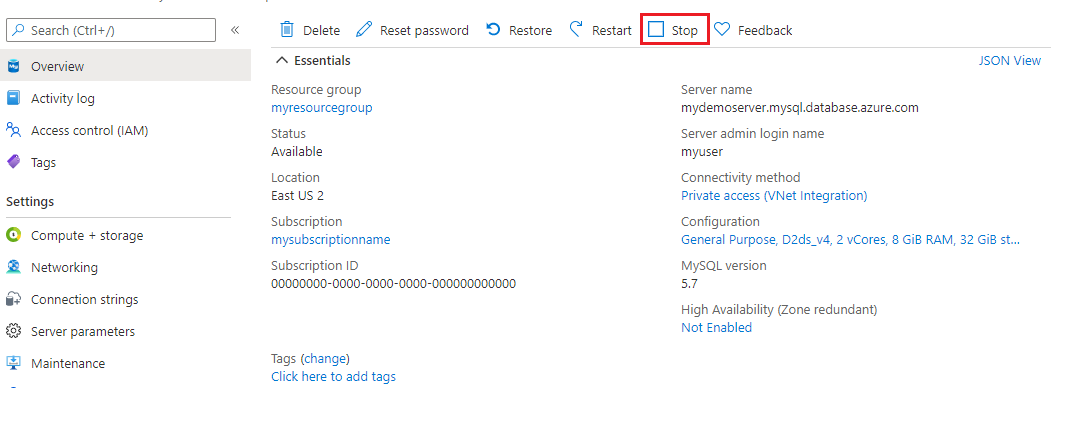 Search (Ctrl+/)
«
Overview
Activity log
Access control (IAM)
Tags
Settings
Compute + storage
Networking
Connection strings
Server parameters
Maintenance
Delete Reset password Restore Restart Stop Feedback
Essentials JSON View
Resource group
myresourcegroup
Status
Available
Location
East US 2
Subscription
mysubscriptionname
Subscription ID
00000000-0000-0000-0000-000000000000
Server name
mydemoserver.mysql.database.azure.com
Server admin login name
myuser
Connectivity method
Private access (VNet Integration)
Configuration
General Purpose, D2ds_v4, 2 vCores, 8 GiB RAM, 32 GiB st...
MySQL version
5.7
High Availability (Zone redundant)
Not Enabled
Tags (change)
Click here to add tags